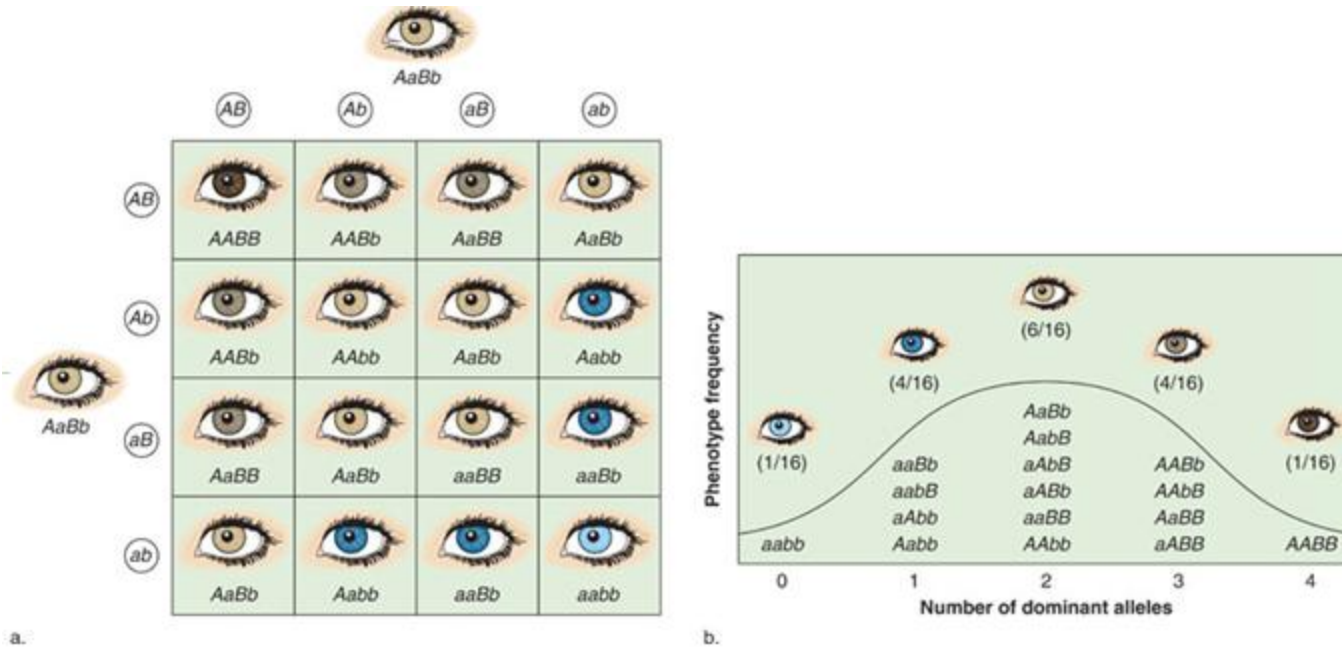 AaBb
AB Ab aB ab
AB
AABB AABb AaBB AaBb
Ab
AABb AAbb AaBb Aabb
AaBb
aB
AaBB AaBb aaBB aaBb
ab
AaBb Aabb aaBb aabb
a.
Phenotype frequency
(6/16)
(4/16) (4/16)
(1/16) (1/16)
AaBb
AabB
aaBb aAbB AABb
aabB aABb AAbB
aAbb aaBB AaBB
aabb Aabb AAbb aABB AABB
0 1 2 3 4
Number of dominant alleles
b.